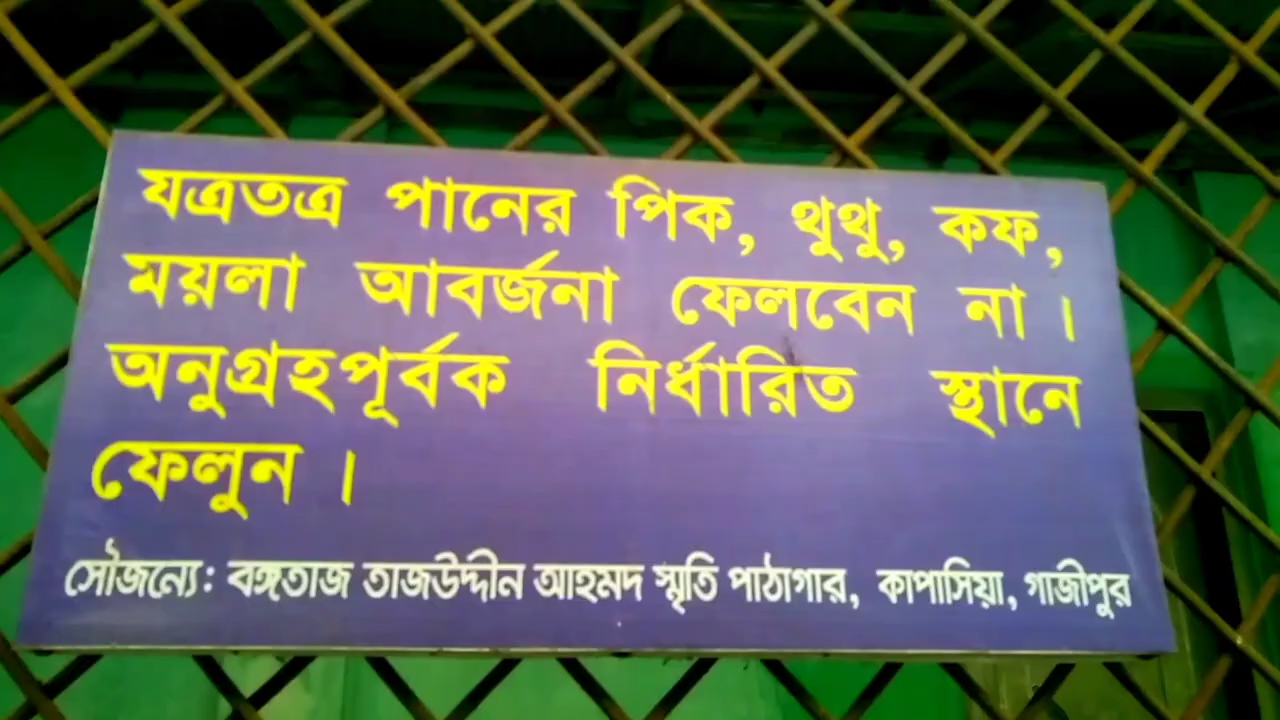 যত্রতত্র পানের পিক, থুথু, কফ,
ময়লা আবর্জনা ফেলবেন না ।
অনুগ্রহপূর্বক নির্ধারিত স্থানে
ফেলুন ।
সৌজন্যে: বঙ্গতাজ তাজউদ্দীন আহমদ স্মৃতি পাঠাগার, কাপাসিয়া, গাজীপুর